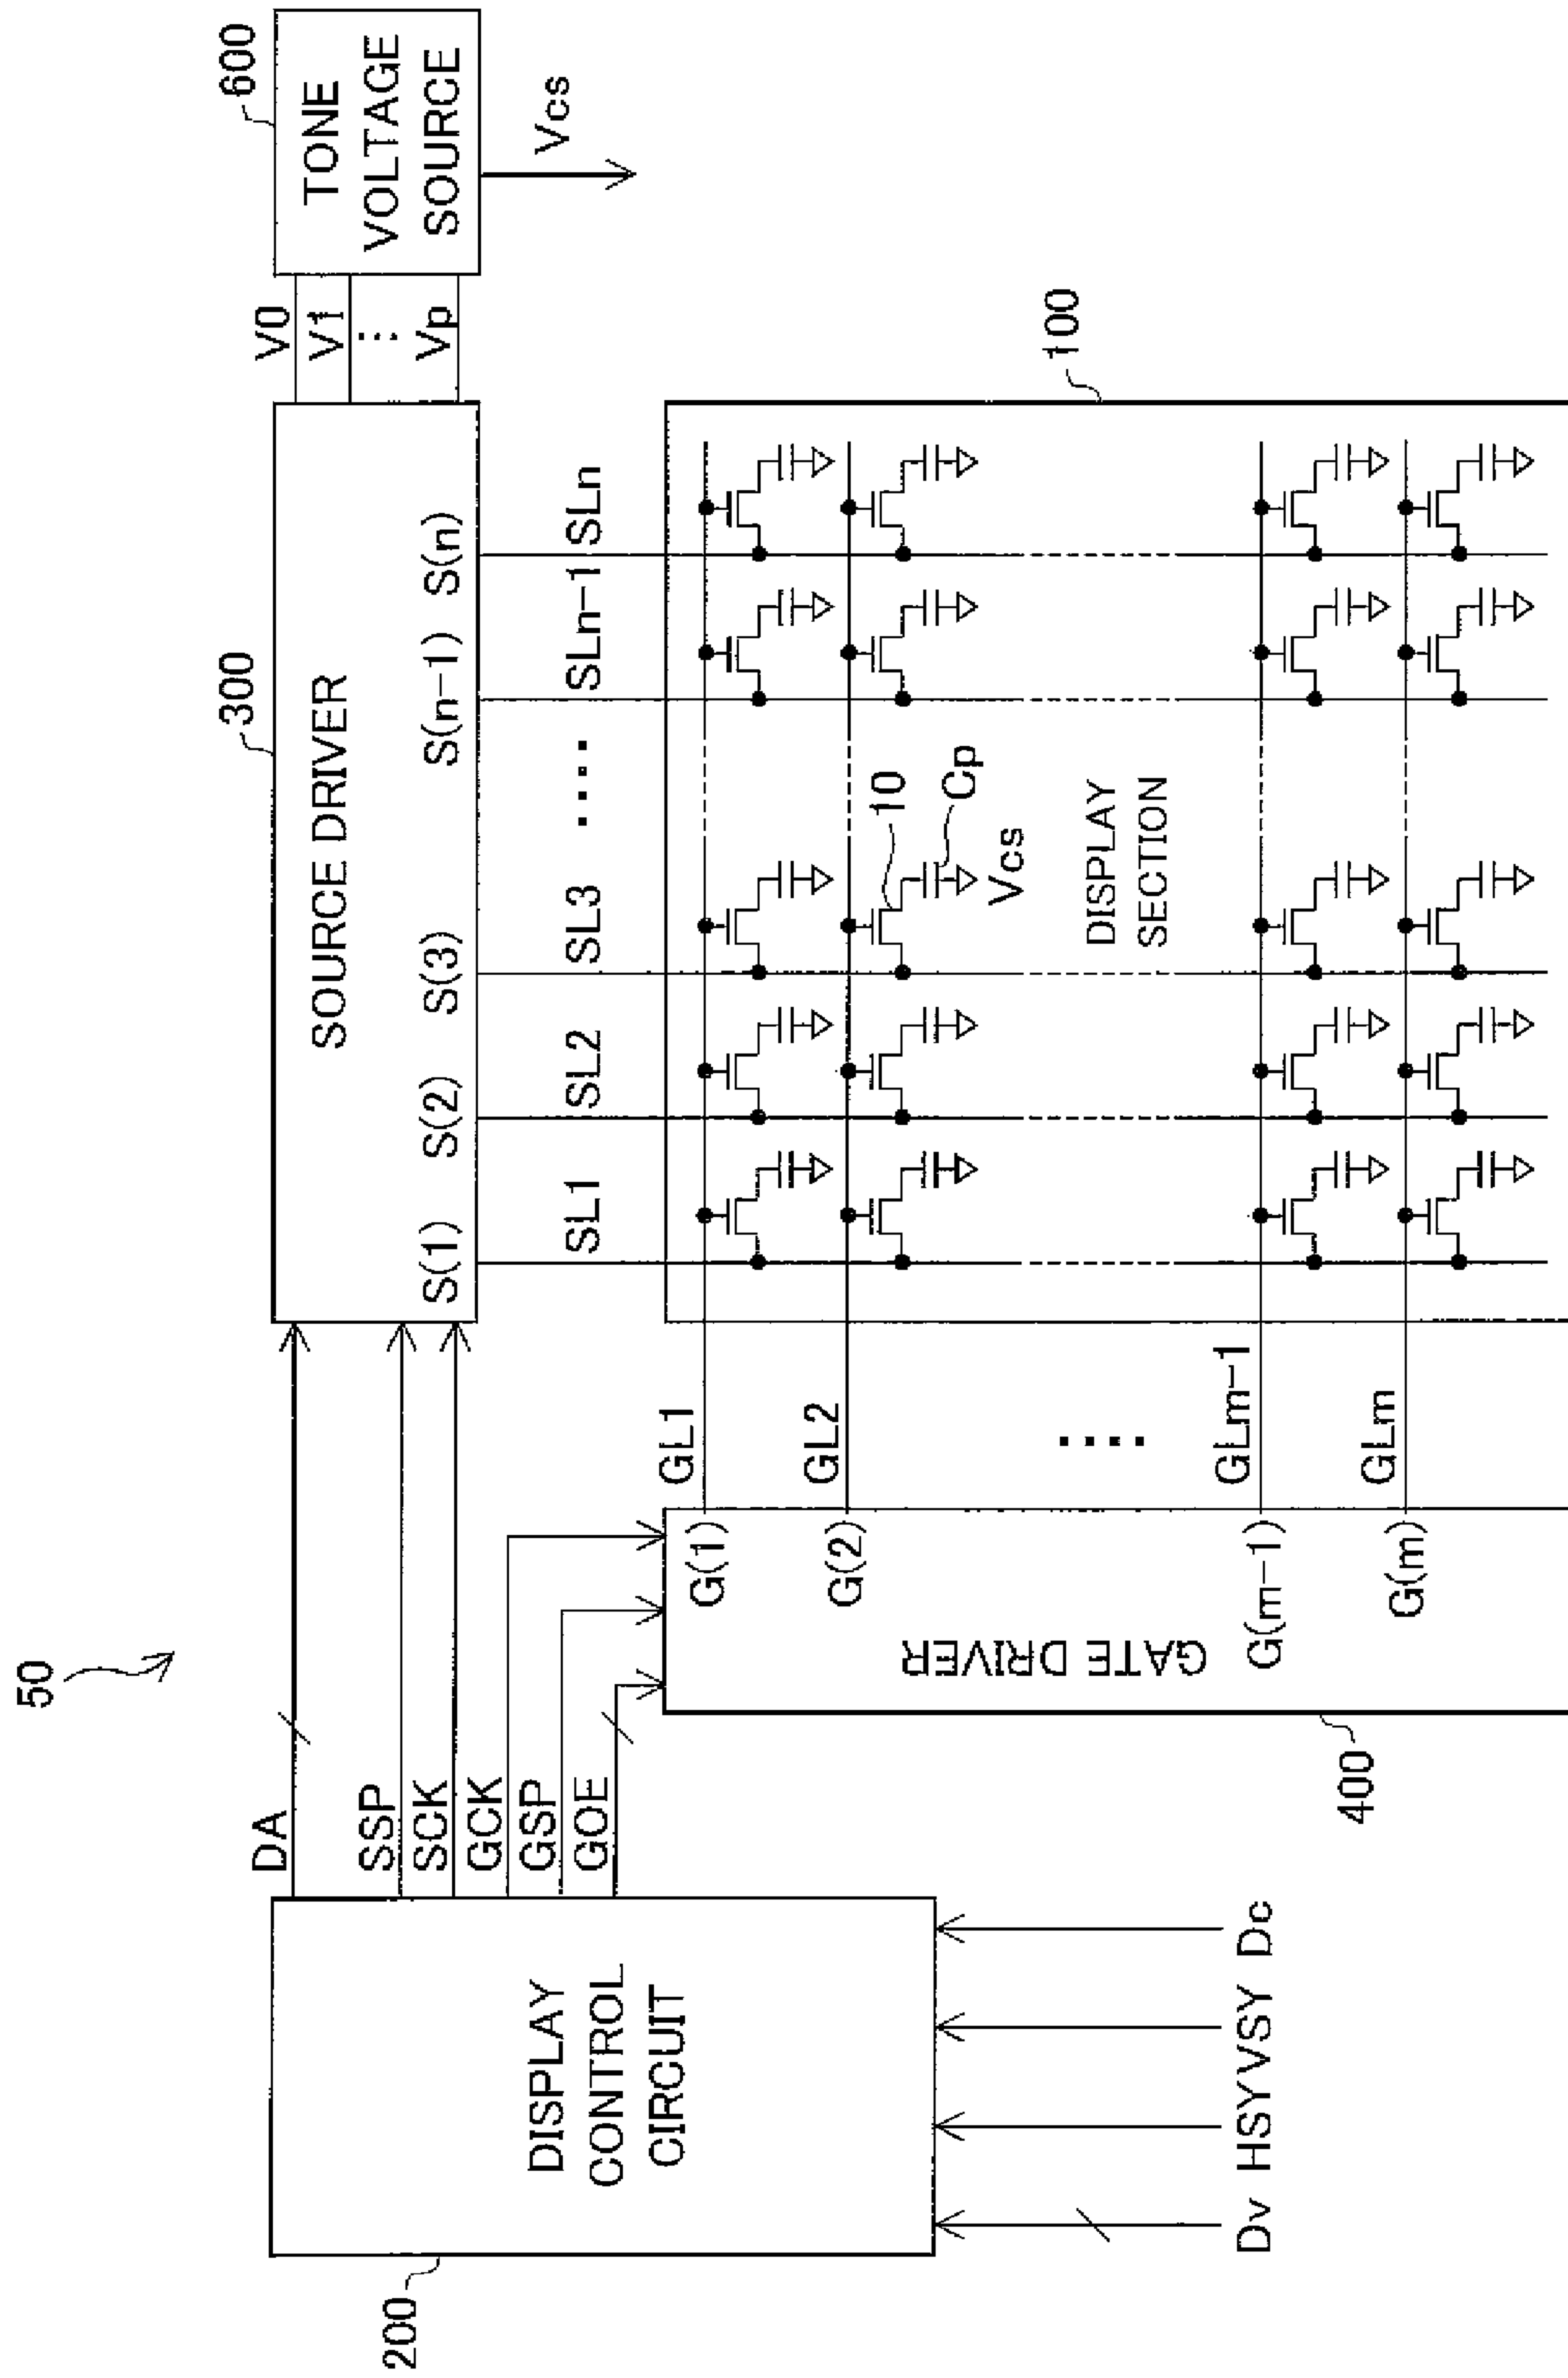 50
200
DISPLAY
CONTROL
CIRCUIT
Dv HSY VSY Dc
DA
SSP
SCK
GCK
GSP
GOE
300
SOURCE DRIVER
S(1) S(2) S(3) S(n-1) S(n)
600
TONE
VOLTAGE
SOURCE
V0
V1
⋮
Vp
Vcs
SL1 SL2 SL3 ···· SLn-1 SLn
400
GATE DRIVER
G(1)
G(2)
G(m-1)
G(m)
GL1
GL2
····
GLm-1
GLm
100
10
Cp
Vcs
DISPLAY
SECTION